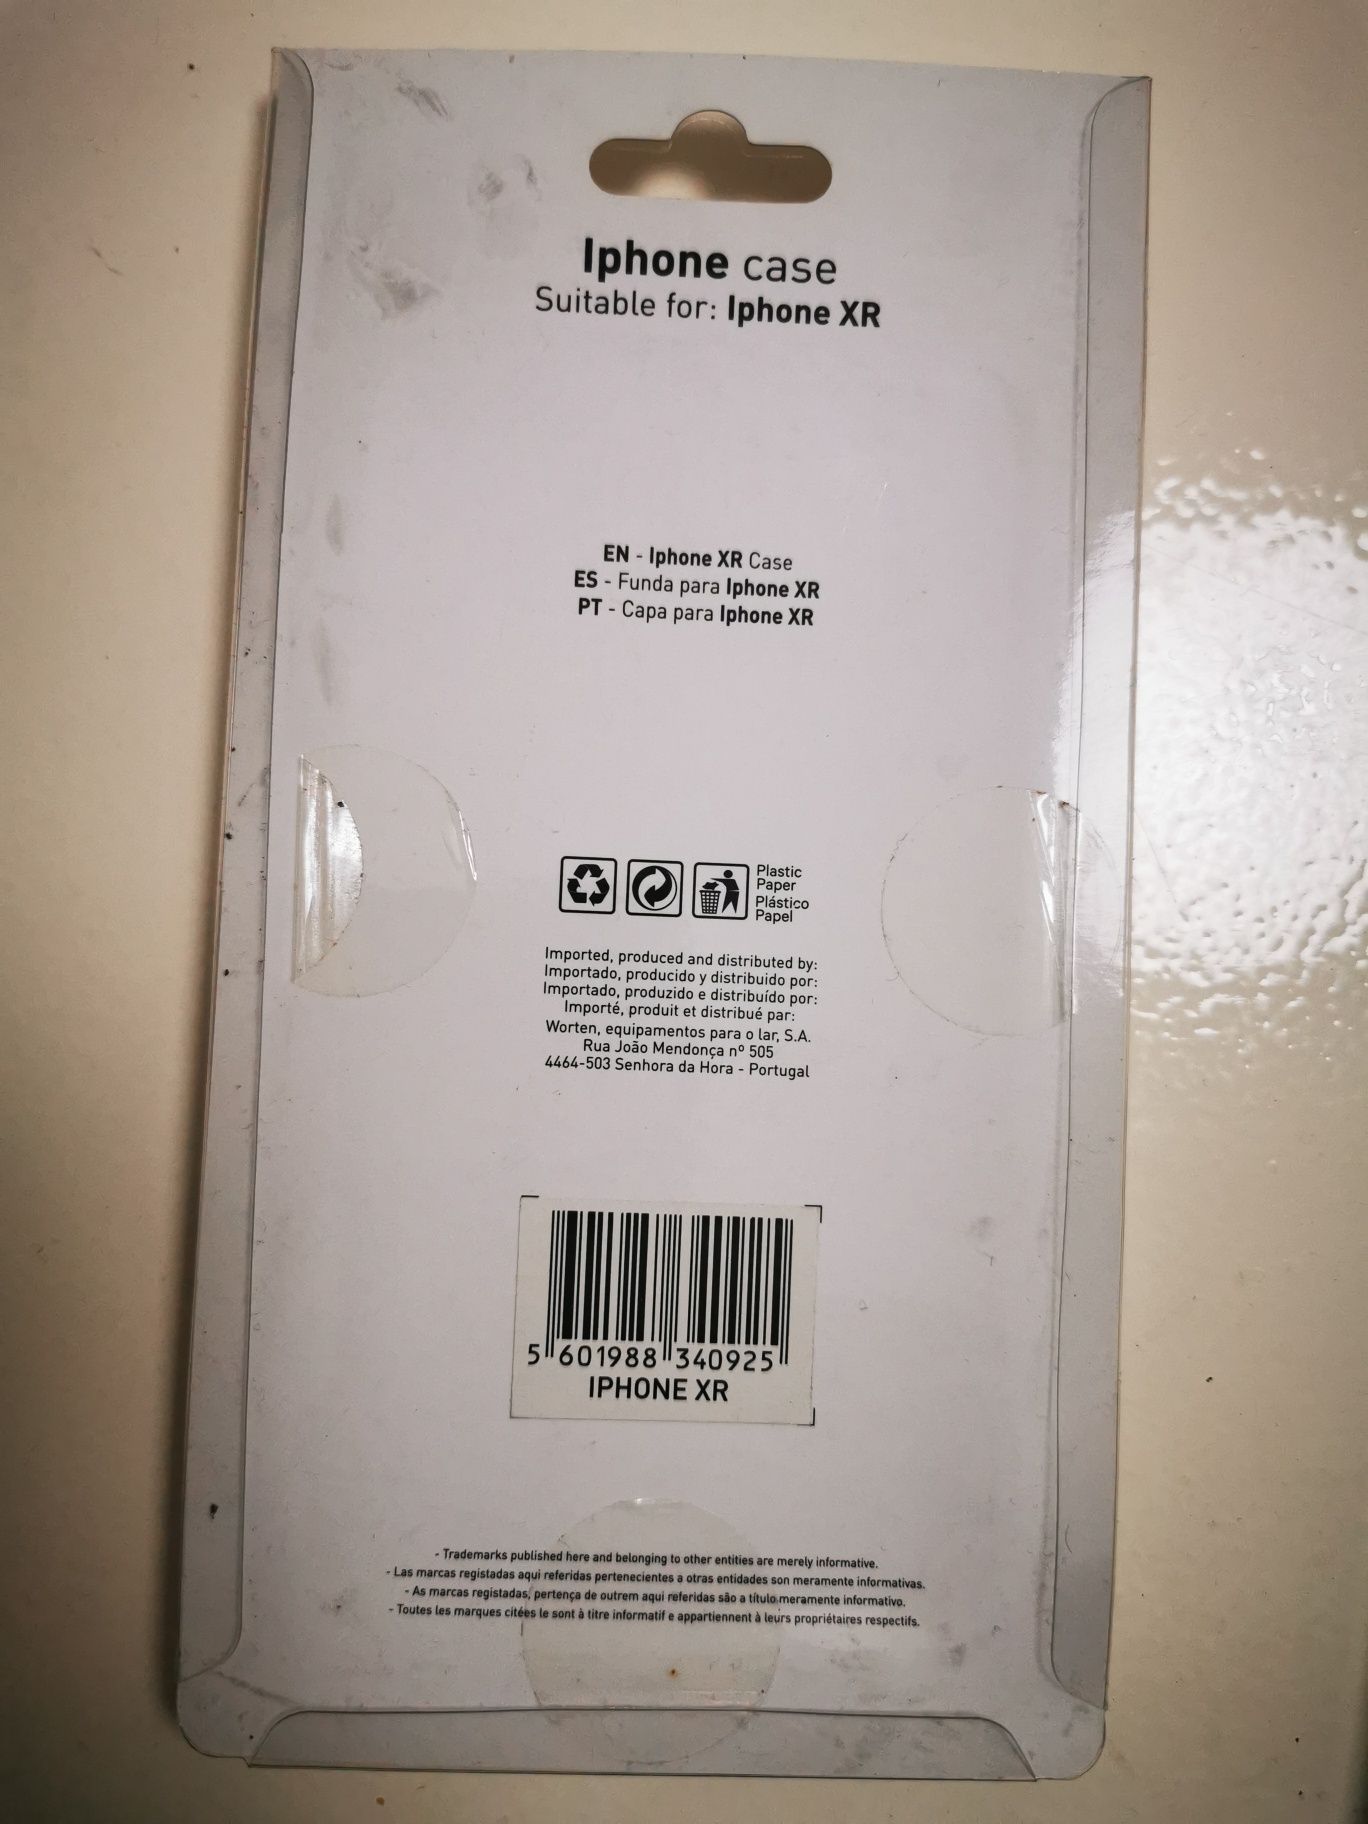 Iphone case
Suitable for: Iphone XR
EN - Iphone XR Case
ES - Funda para Iphone XR
PT - Capa para Iphone XR
Plastic
Paper
Plástico
Papel
Imported, produced and distributed by:
Importado, producido y distribuido por:
Importado, produzido e distribuído por:
Importé, produit et distribué par:
Worten, equipamentos para o lar, S.A.
Rua João Mendonça nº 505
4464-503 Senhora da Hora - Portugal
5 601988 340925
IPHONE XR
- Trademarks published here and belonging to other entities are merely informative.
- Las marcas registadas aqui referidas pertenecientes a otras entidades son meramente informativas.
- As marcas registadas, pertença de outrem aqui referidas são a título meramente informativo.
- Toutes les marques citées le sont à titre informatif e appartiennent à leurs propriétaires respectifs.